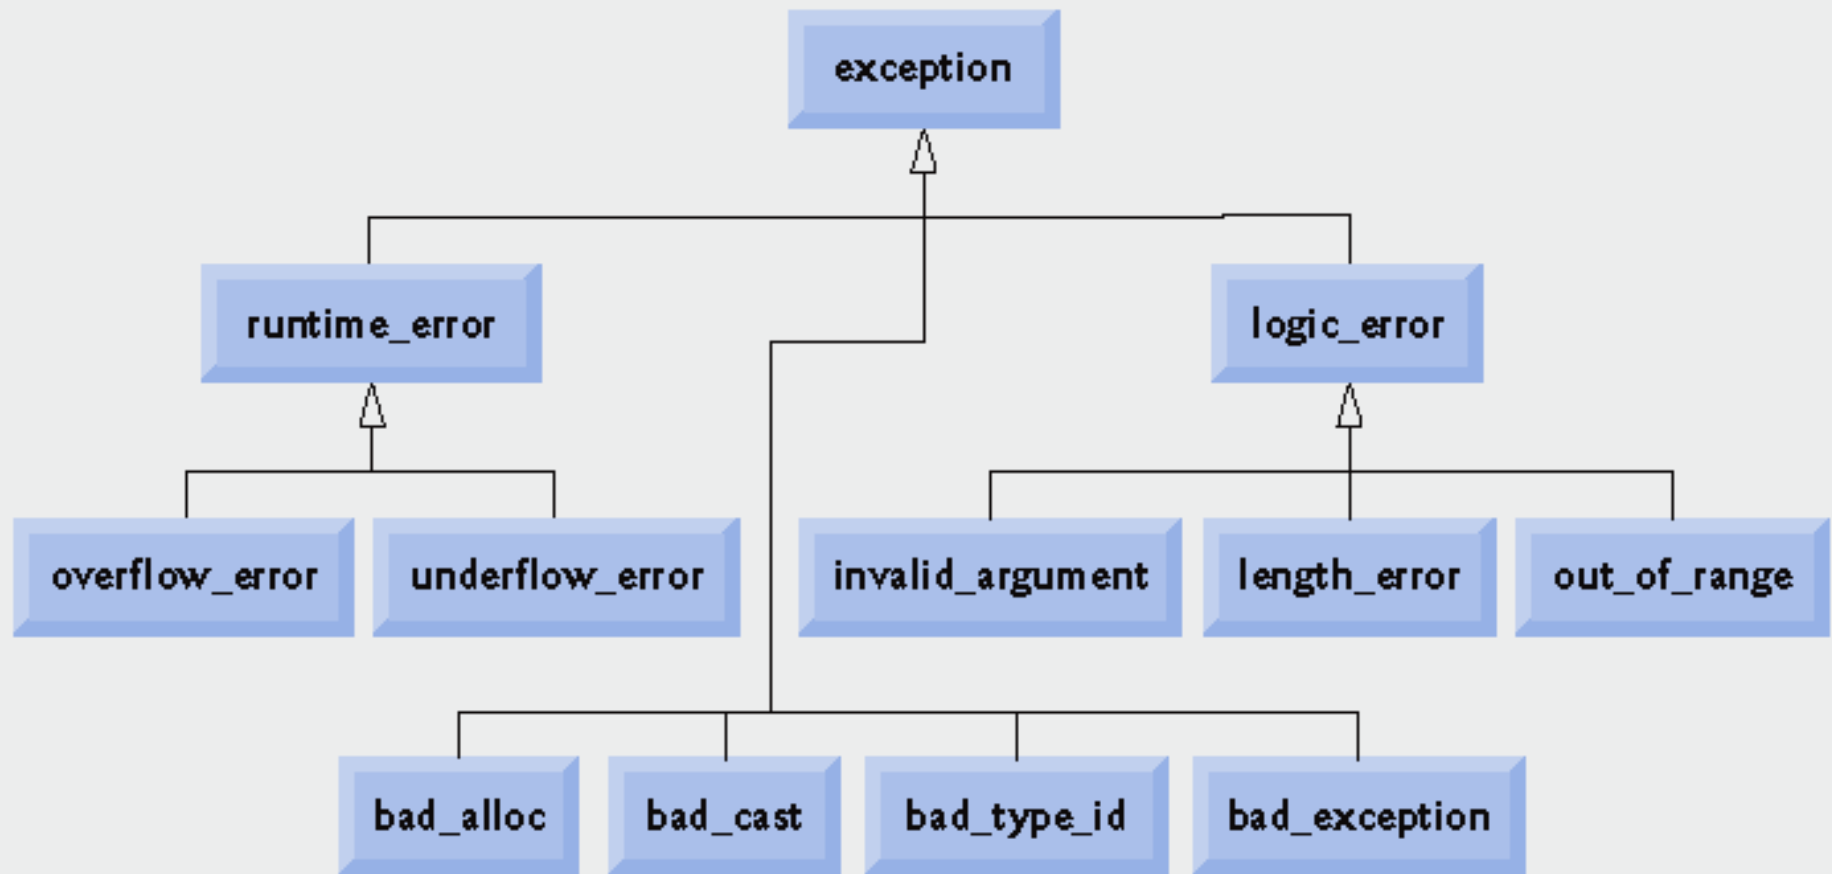 exception
runtime_error
logic_error
overflow_error
underflow_error
invalid_argument
length_error
out_of_range
bad_alloc
bad_cast
bad_type_id
bad_exception